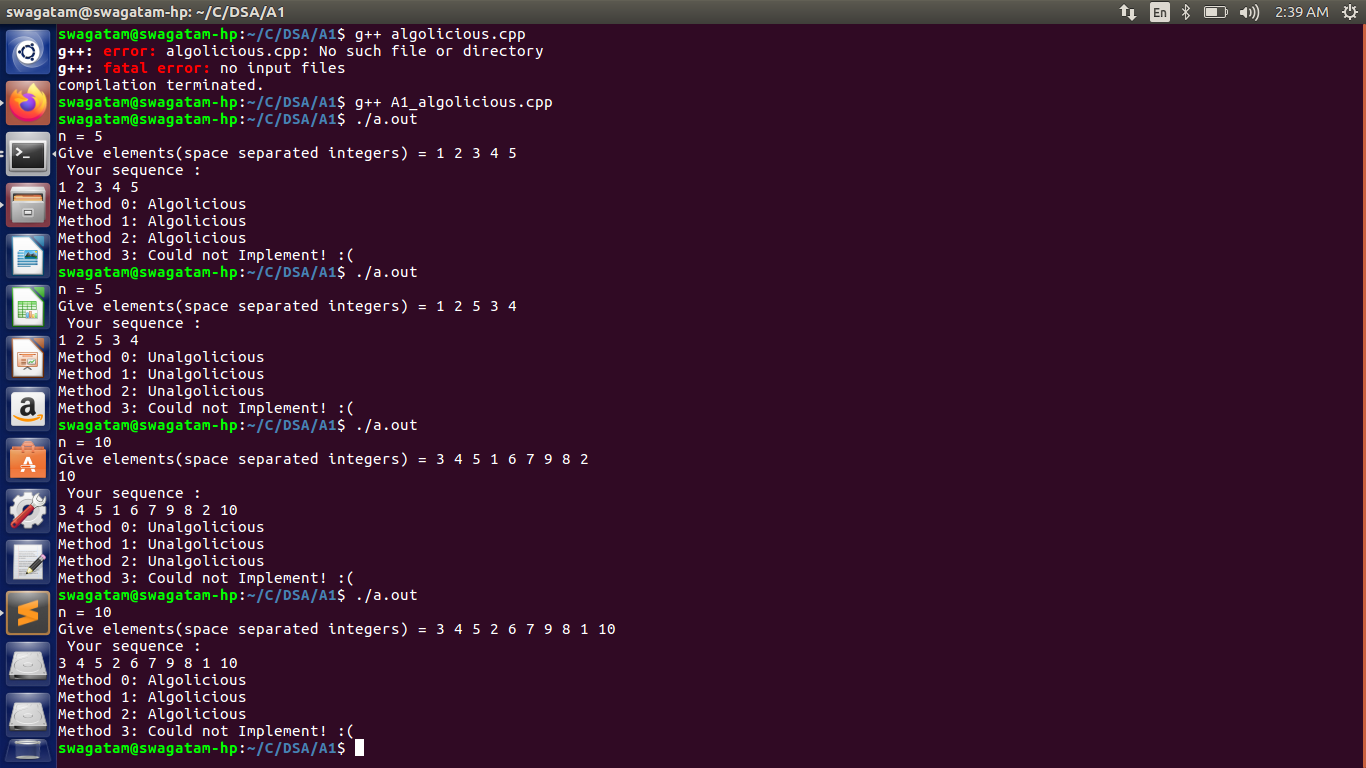 swagatam@swagatam-hp: ~/C/DSA/A1
En
2:39 AM
swagatam@swagatam-hp:~/C/DSA/A1$ g++ algolicious.cpp
g++: error: algolicious.cpp: No such file or directory
g++: fatal error: no input files
compilation terminated.
swagatam@swagatam-hp:~/C/DSA/A1$ g++ A1_algolicious.cpp
swagatam@swagatam-hp:~/C/DSA/A1$ ./a.out
n = 5
Give elements(space separated integers) = 1 2 3 4 5
 Your sequence :
1 2 3 4 5
Method 0: Algolicious
Method 1: Algolicious
Method 2: Algolicious
Method 3: Could not Implement! :(
swagatam@swagatam-hp:~/C/DSA/A1$ ./a.out
n = 5
Give elements(space separated integers) = 1 2 5 3 4
 Your sequence :
1 2 5 3 4
Method 0: Unalgolicious
Method 1: Unalgolicious
Method 2: Unalgolicious
Method 3: Could not Implement! :(
swagatam@swagatam-hp:~/C/DSA/A1$ ./a.out
n = 10
Give elements(space separated integers) = 3 4 5 1 6 7 9 8 2
10
 Your sequence :
3 4 5 1 6 7 9 8 2 10
Method 0: Unalgolicious
Method 1: Unalgolicious
Method 2: Unalgolicious
Method 3: Could not Implement! :(
swagatam@swagatam-hp:~/C/DSA/A1$ ./a.out
n = 10
Give elements(space separated integers) = 3 4 5 2 6 7 9 8 1 10
 Your sequence :
3 4 5 2 6 7 9 8 1 10
Method 0: Algolicious
Method 1: Algolicious
Method 2: Algolicious
Method 3: Could not Implement! :(
swagatam@swagatam-hp:~/C/DSA/A1$